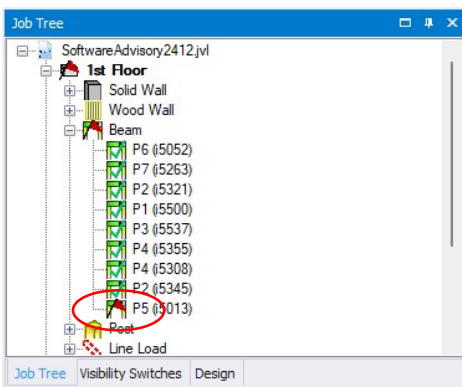 Job Tree
SoftwareAdvisory2412.jvl
1st Floor
Solid Wall
Wood Wall
Beam
P6 (i5052)
P7 (i5263)
P2 (i5321)
P1 (i5500)
P3 (i5537)
P4 (i5355)
P4 (i5308)
P2 (i5345)
P5 (i5013)
Post
Line Load
Job Tree Visibility Switches Design